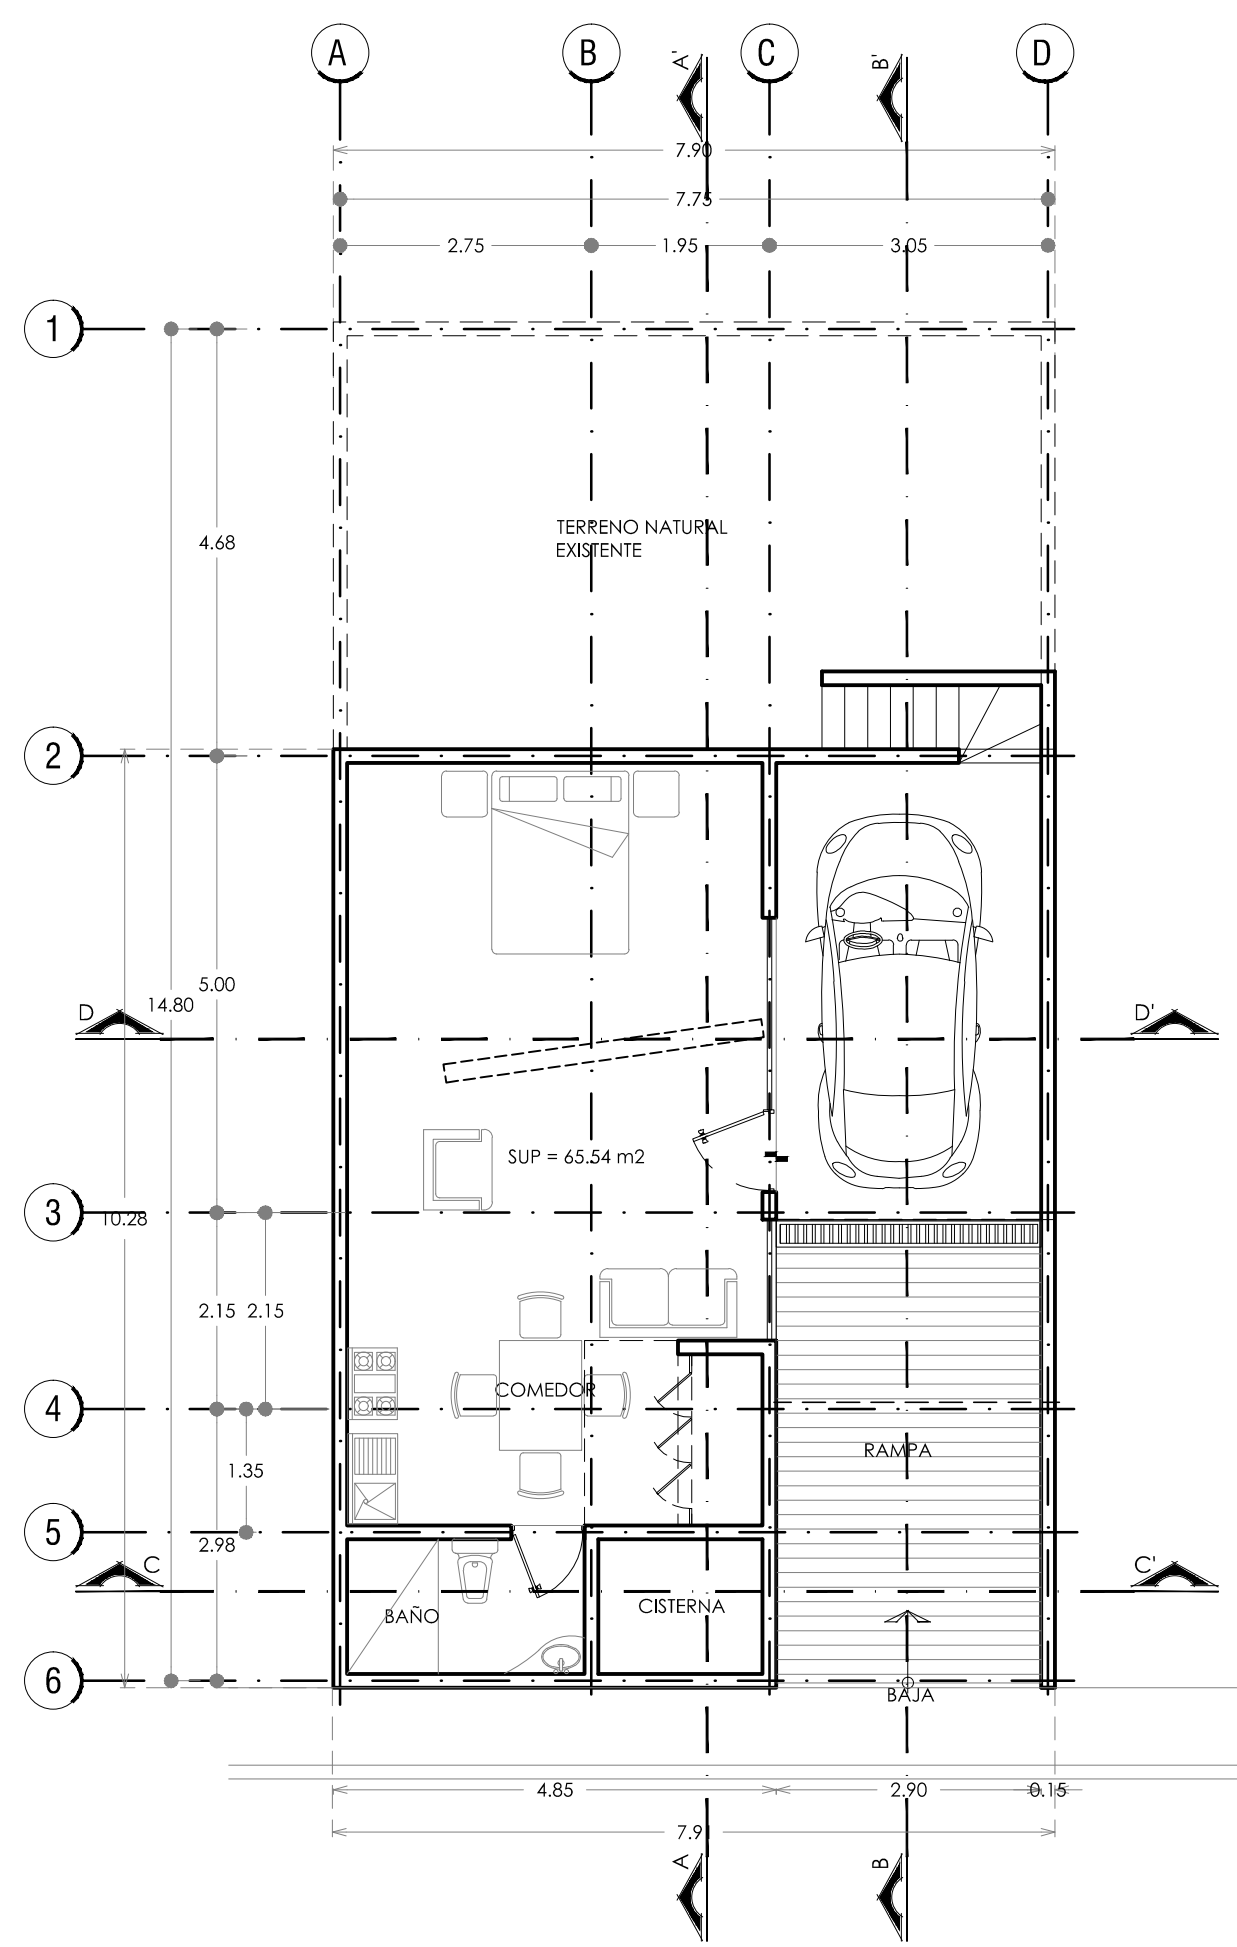 A
B
C
D
A'
B'
7.90
7.75
2.75
1.95
3.05
1
4.68
TERRENO NATURAL
EXISTENTE
2
5.00
14.80
D
D'
SUP = 65.54 m2
3
10.28
2.15
2.15
COMEDOR
4
RAMPA
1.35
5
2.98
C
C'
BAÑO
CISTERNA
6
BAJA
4.85
2.90
0.15
7.91
A
B